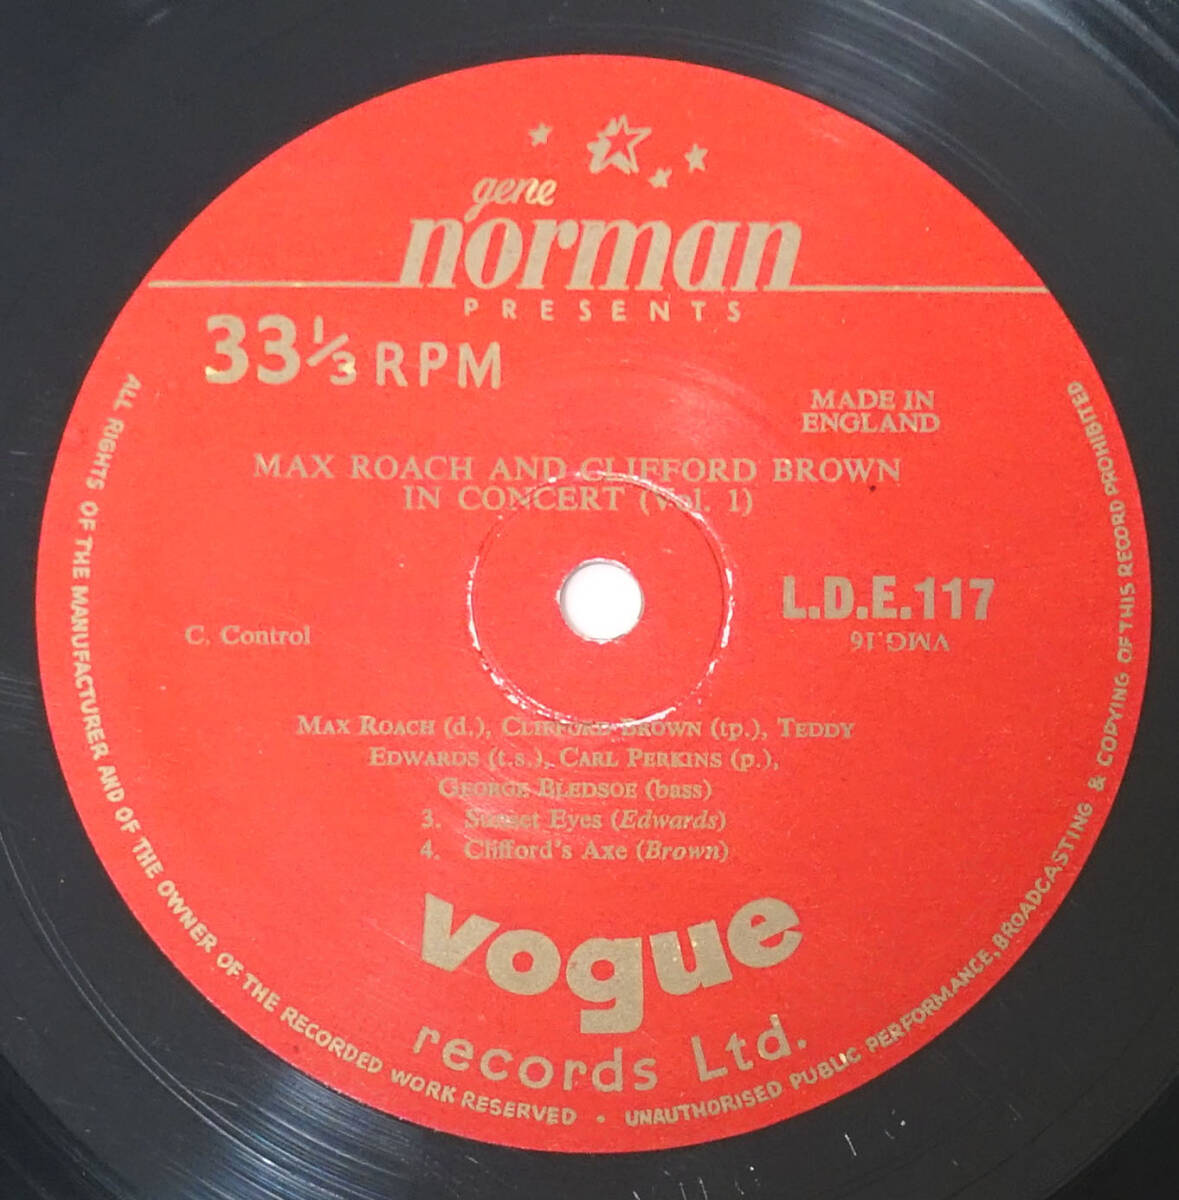 gene
norman
PRESENTS
33 1/3 RPM
MADE IN
ENGLAND
MAX ROACH AND CLIFFORD BROWN
IN CONCERT (Vol. 1)
L.D.E.117
VMG.16
C. Control
MAX ROACH (d.), CLIFFORD BROWN (tp.), TEDDY
EDWARDS (t.s.), CARL PERKINS (p.),
GEORGE BLEDSOE (bass)
3. Sunset Eyes (Edwards)
4. Clifford's Axe (Brown)
vogue
records Ltd.
ALL RIGHTS OF THE MANUFACTURER AND OF THE OWNER OF THE RECORDED WORK RESERVED · UNAUTHORISED PUBLIC PERFORMANCE, BROADCASTING & COPYING OF THIS RECORD PROHIBITED